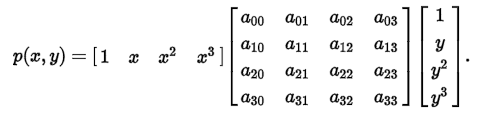 p(x, y) = [ 1 x x² x³ ] [ a₀₀ a₀₁ a₀₂ a₀₃ ; a₁₀ a₁₁ a₁₂ a₁₃ ; a₂₀ a₂₁ a₂₂ a₂₃ ; a₃₀ a₃₁ a₃₂ a₃₃ ] [ 1 ; y ; y² ; y³ ] .